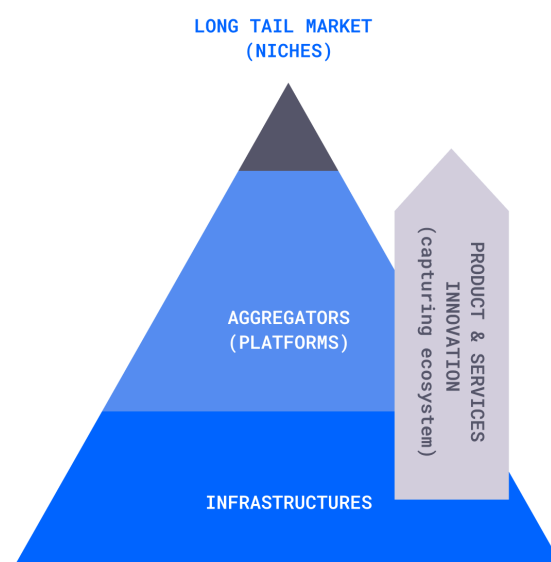 LONG TAIL MARKET
(NICHES)
AGGREGATORS
(PLATFORMS)
INFRASTRUCTURES
PRODUCT & SERVICES
INNOVATION
(capturing ecosystem)